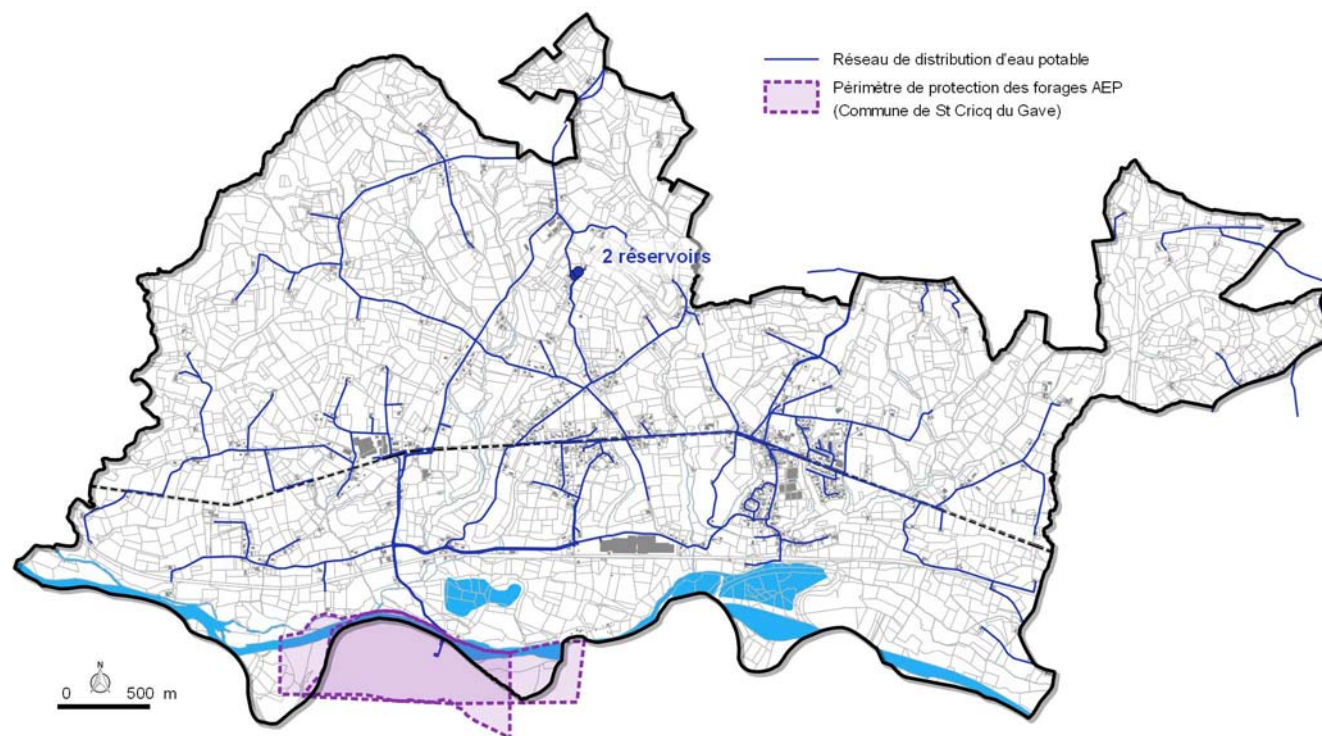 Réseau de distribution d'eau potable
Périmètre de protection des forages AEP
(Commune de St Cricq du Gave)
2 réservoirs
N
0 500 m